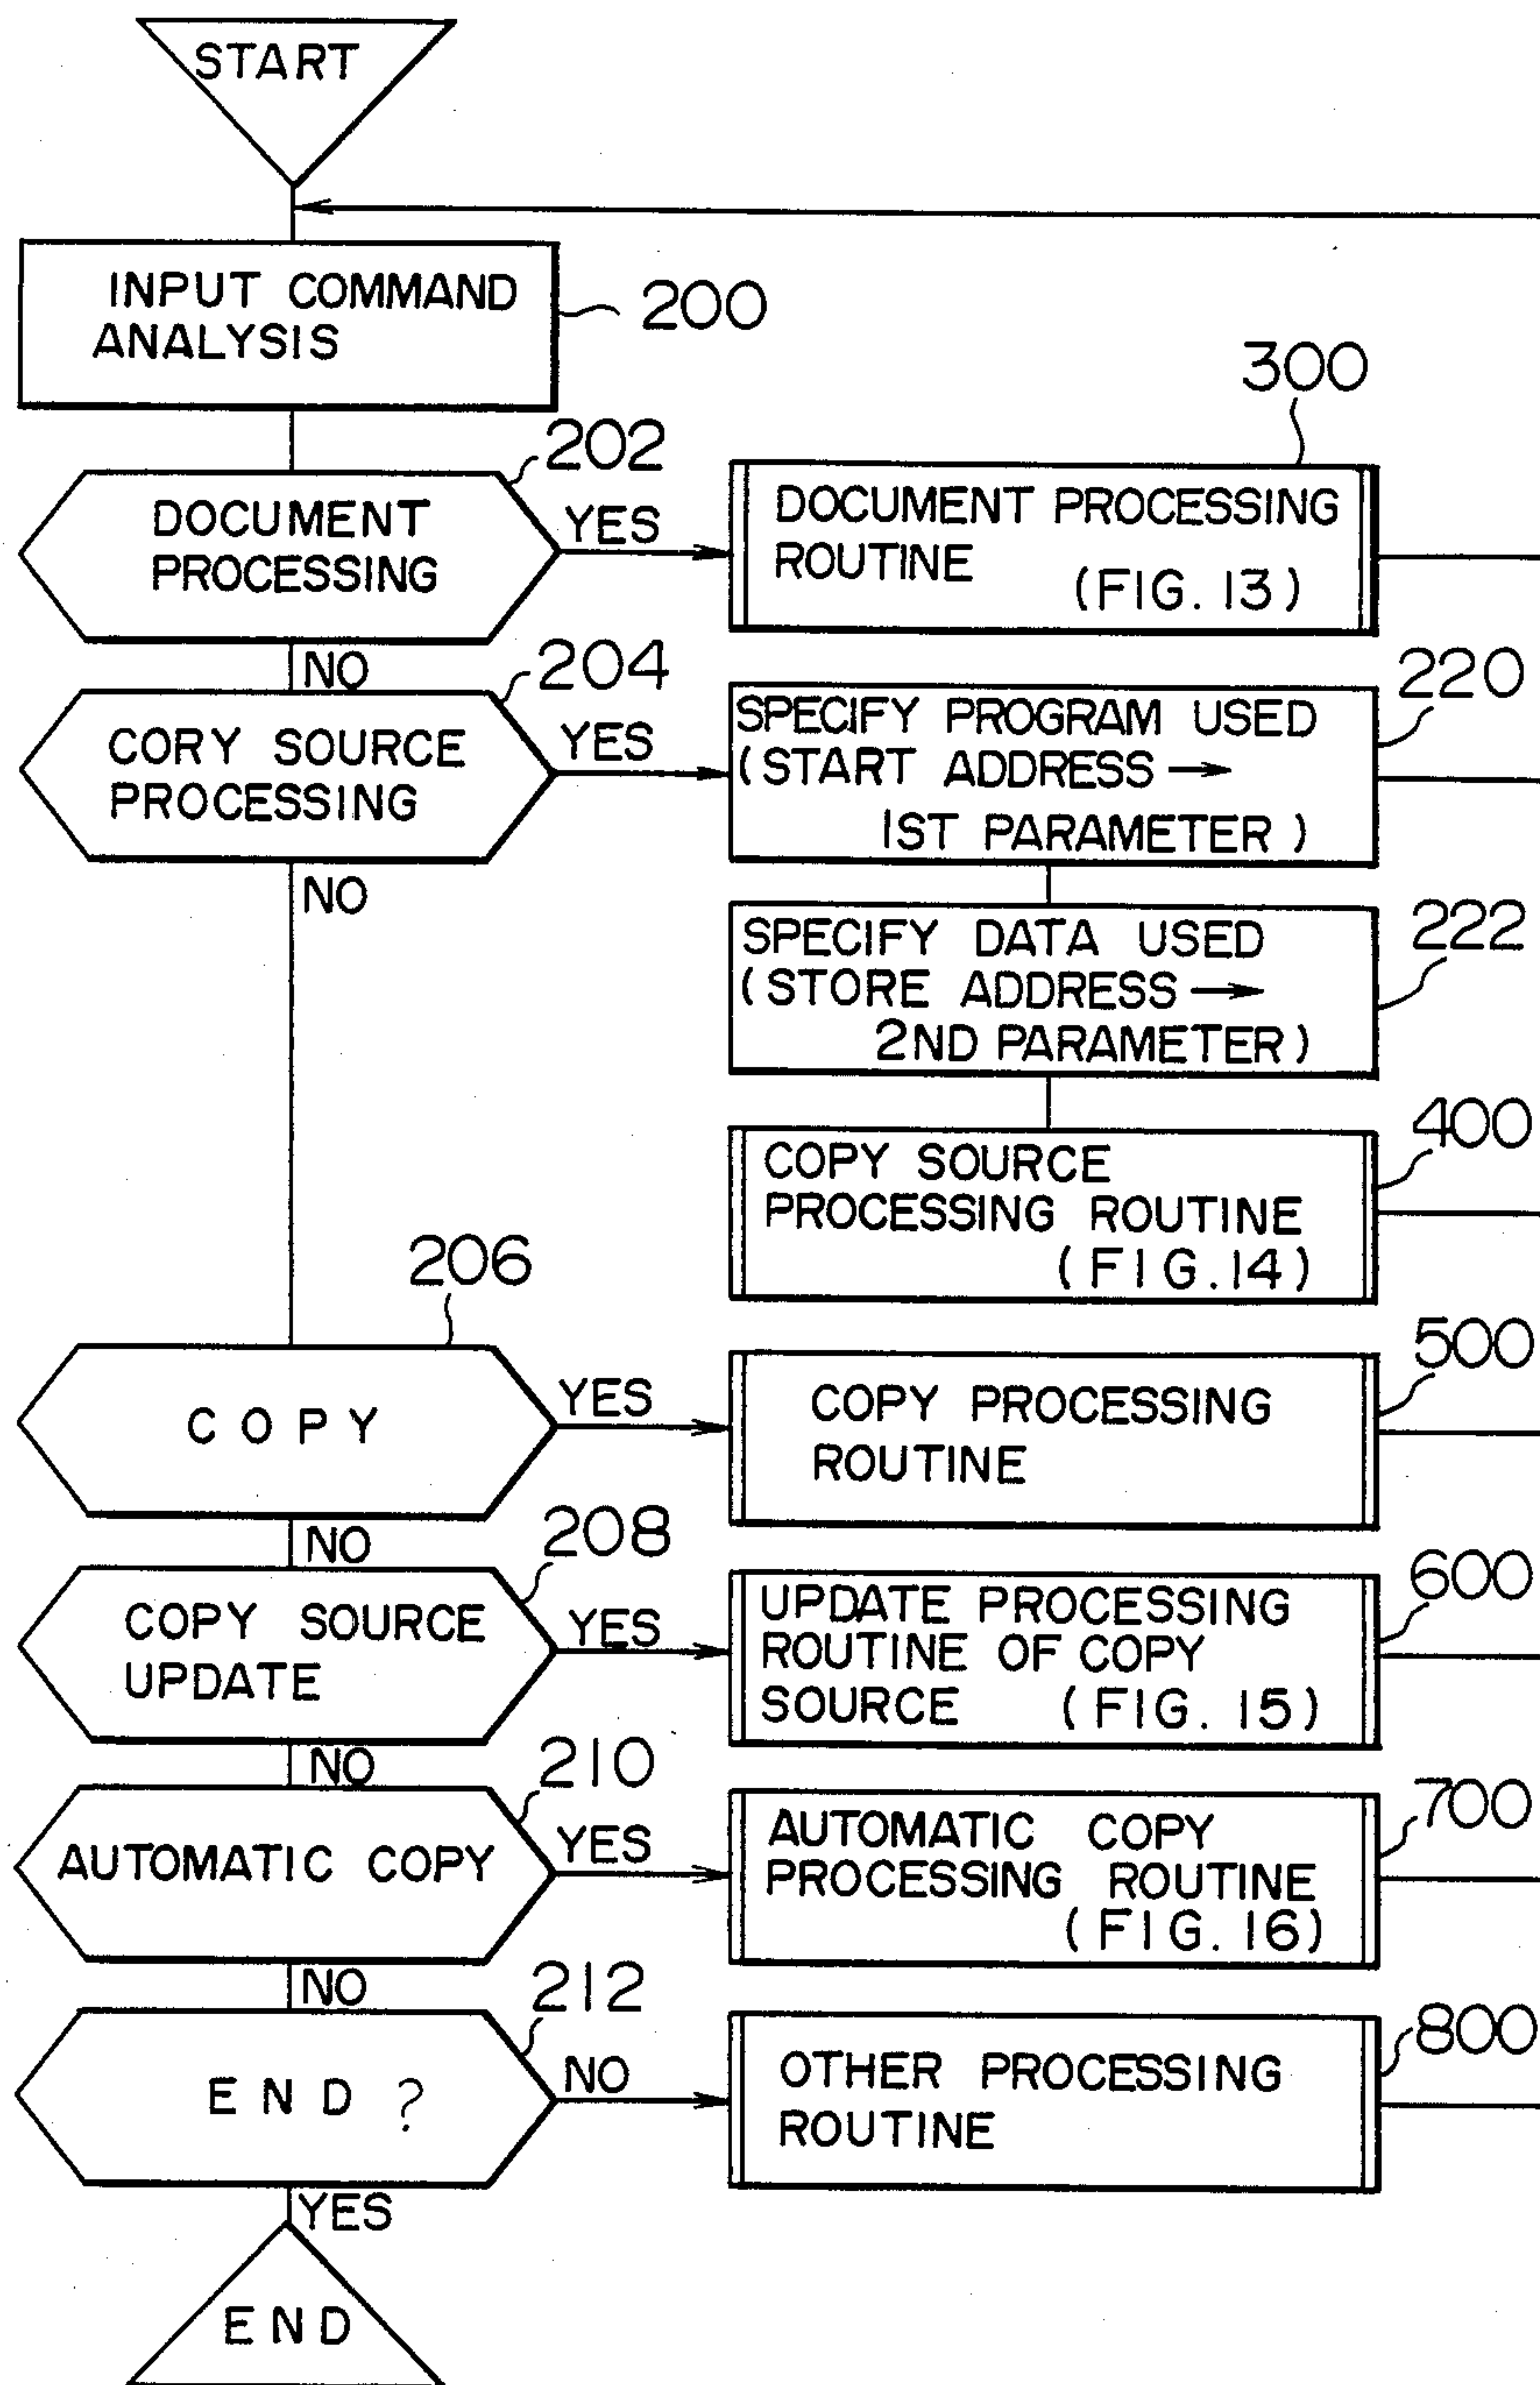 START
INPUT COMMAND
ANALYSIS
200
300
202
DOCUMENT
PROCESSING
YES
DOCUMENT PROCESSING
ROUTINE
(FIG. 13)
NO
204
220
CORY SOURCE
PROCESSING
YES
SPECIFY PROGRAM USED
(START ADDRESS →
1ST PARAMETER)
NO
222
SPECIFY DATA USED
(STORE ADDRESS →
2ND PARAMETER)
400
COPY SOURCE
PROCESSING ROUTINE
(FIG. 14)
206
500
COPY
YES
COPY PROCESSING
ROUTINE
NO
208
600
COPY SOURCE
UPDATE
YES
UPDATE PROCESSING
ROUTINE OF COPY
SOURCE (FIG. 15)
NO
210
700
AUTOMATIC COPY
YES
AUTOMATIC COPY
PROCESSING ROUTINE
(FIG. 16)
NO
212
800
END ?
NO
OTHER PROCESSING
ROUTINE
YES
END